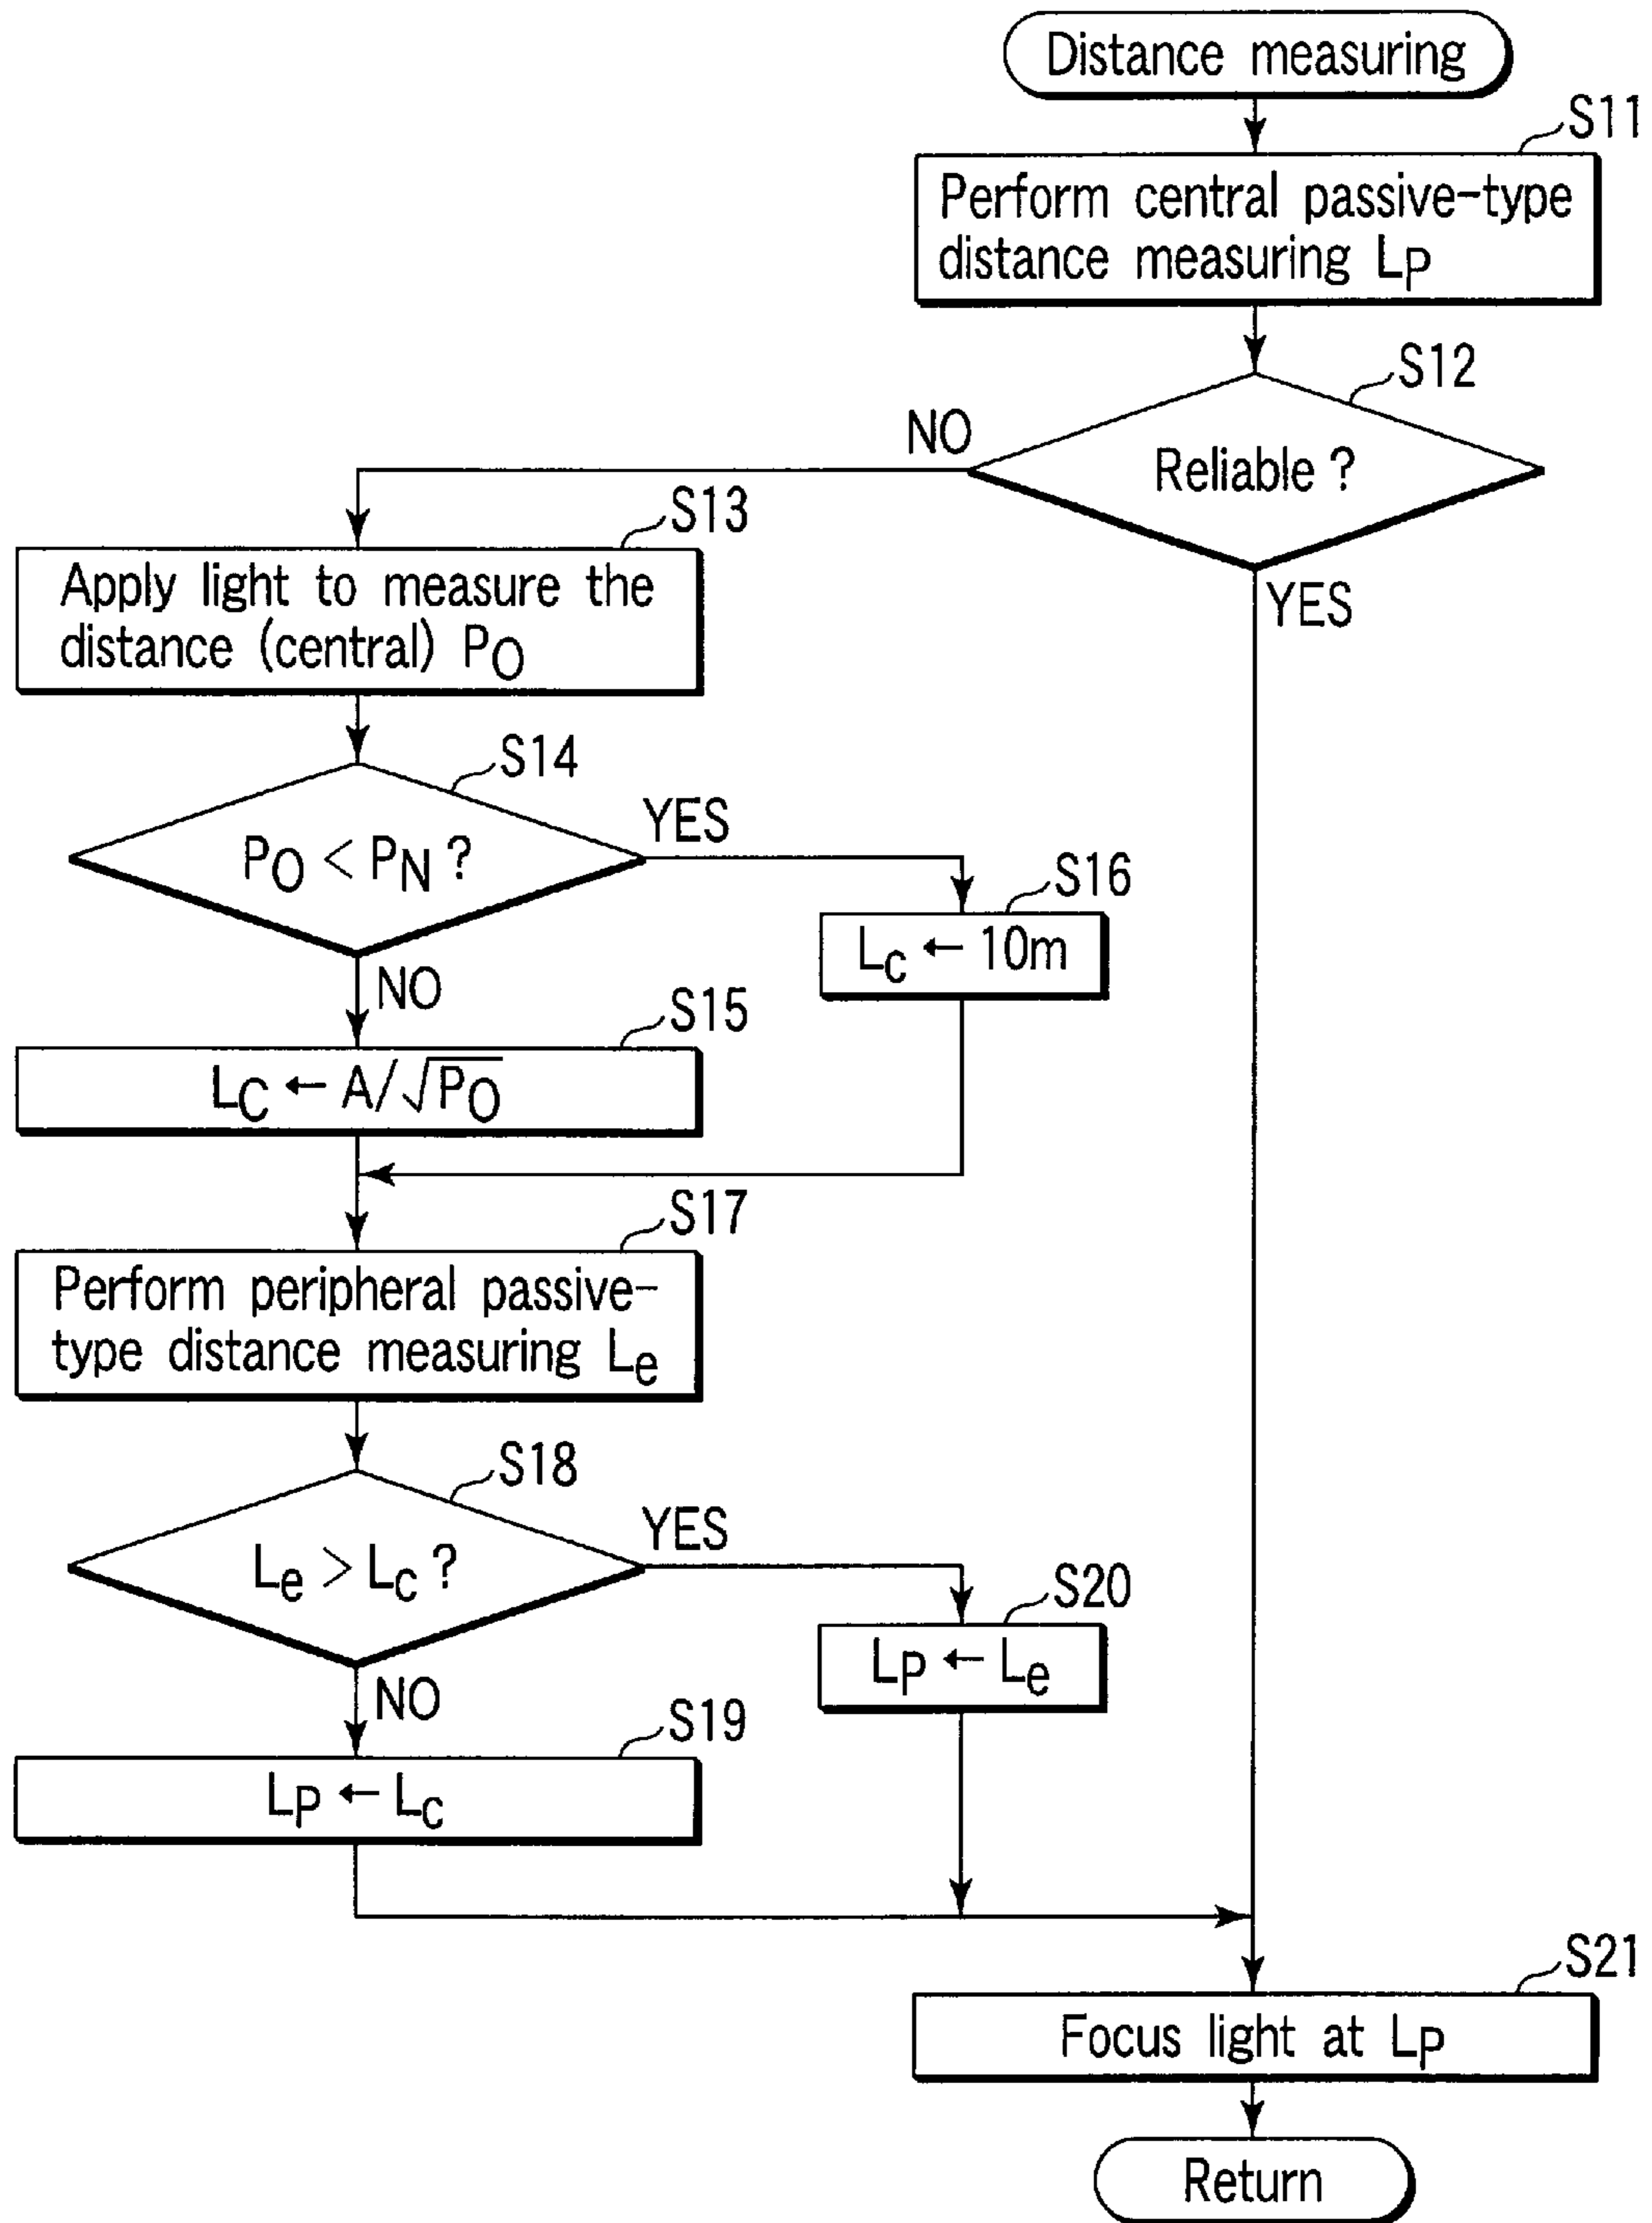 Distance measuring
S11
Perform central passive-type
distance measuring LP
S12
Reliable ?
NO
YES
S13
Apply light to measure the
distance (central) PO
S14
PO < PN ?
YES
NO
S16
Lc ← 10m
S15
LC ← A/√PO
S17
Perform peripheral passive-
type distance measuring Le
S18
Le > Lc ?
YES
NO
S20
LP ← Le
S19
LP ← Lc
S21
Focus light at LP
Return